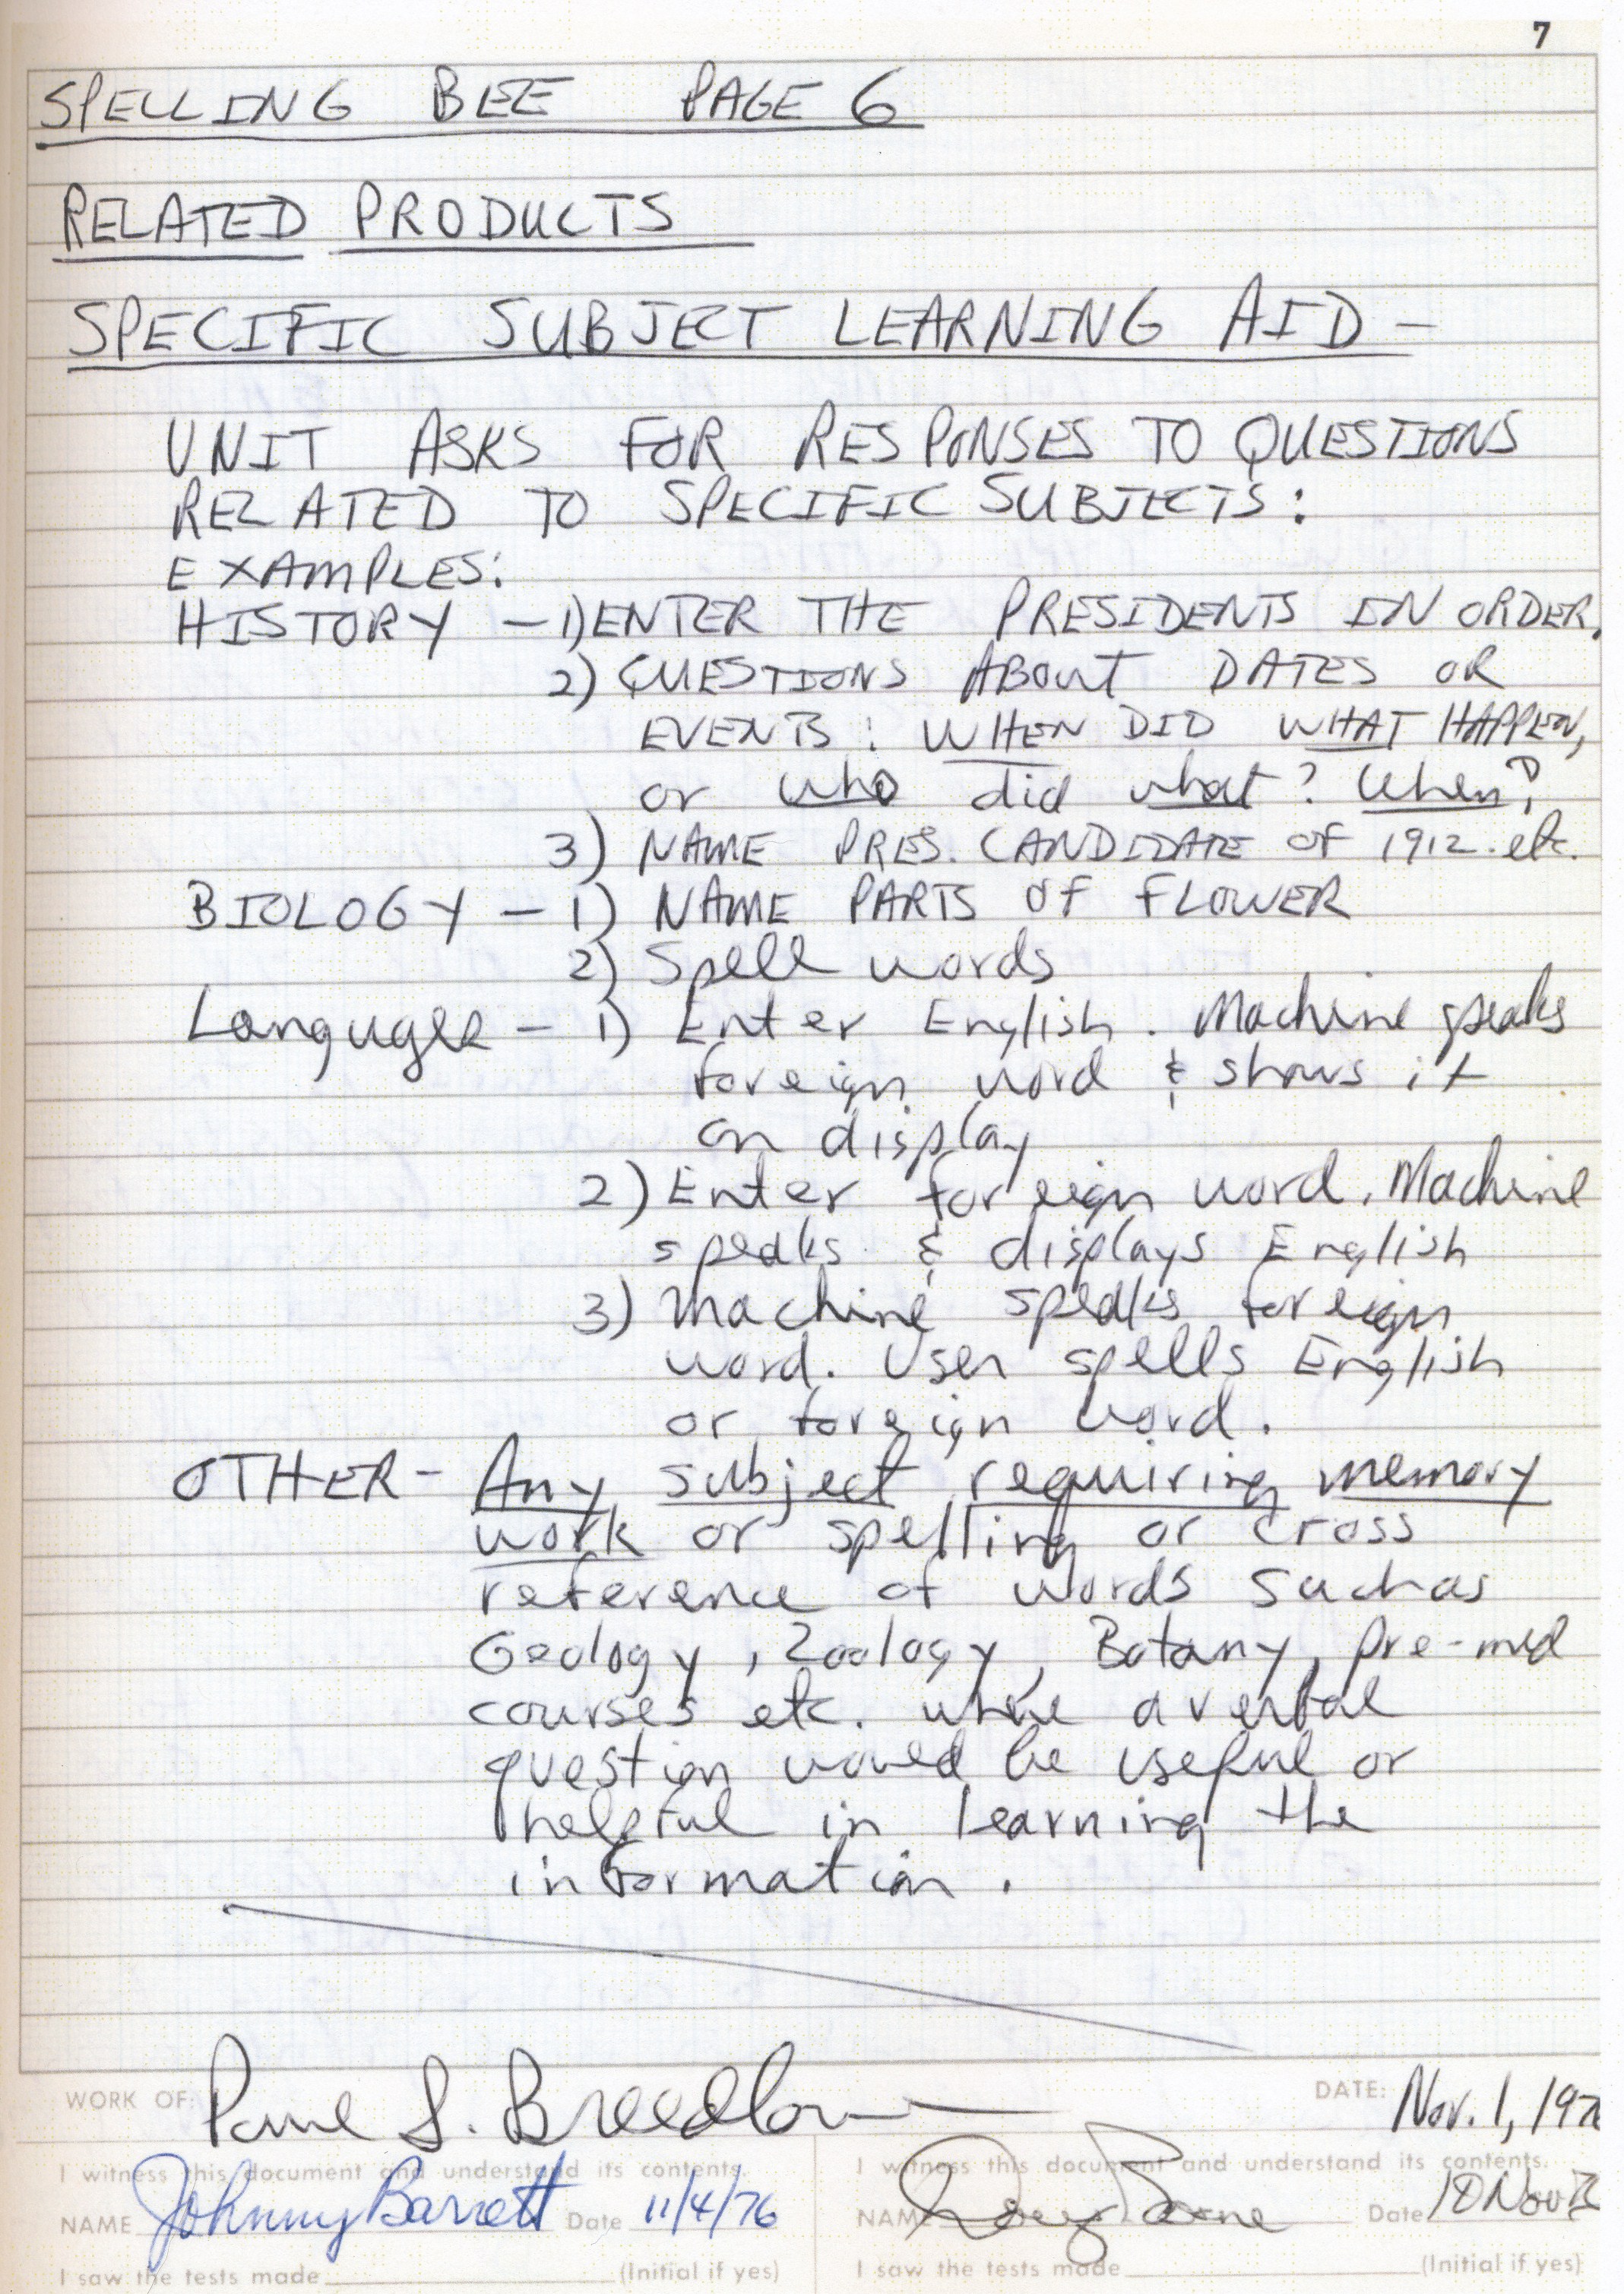 7
SPELLING BEE PAGE 6
RELATED PRODUCTS
SPECIFIC SUBJECT LEARNING AID —
UNIT ASKS FOR RESPONSES TO QUESTIONS
RELATED TO SPECIFIC SUBJECTS:
EXAMPLES:
HISTORY — 1) ENTER THE PRESIDENTS IN ORDER.
2) QUESTIONS ABOUT DATES OR
EVENTS: WHEN DID WHAT HAPPEN,
or who did what? When?
3) NAME PRES. CANDIDATE OF 1912. etc.
BIOLOGY — 1) NAME PARTS OF FLOWER
2) Spell words
Langugee — 1) Enter English. Machine speaks
foreign word & shows it
on display
2) Enter foreign word. Machine
speaks & displays English
3) Machine speaks foreign
word. User spells English
or foreign word.
OTHER — Any subject requiring memory
work or spelling or cross
reference of words such as
Geology, Zoology, Botany, pre-med
courses etc. where a verbal
question would be useful or
helpful in learning the
information.
WORK OF: Paul S. Breedlove DATE: Nov. 1, 197
I witness this document and understand its contents. I witness this document and understand its contents.
NAME Johnny Barrett Date 11/4/76 NAME Date 10 Nov 76
I saw the tests made (Initial if yes) I saw the tests made (Initial if yes)